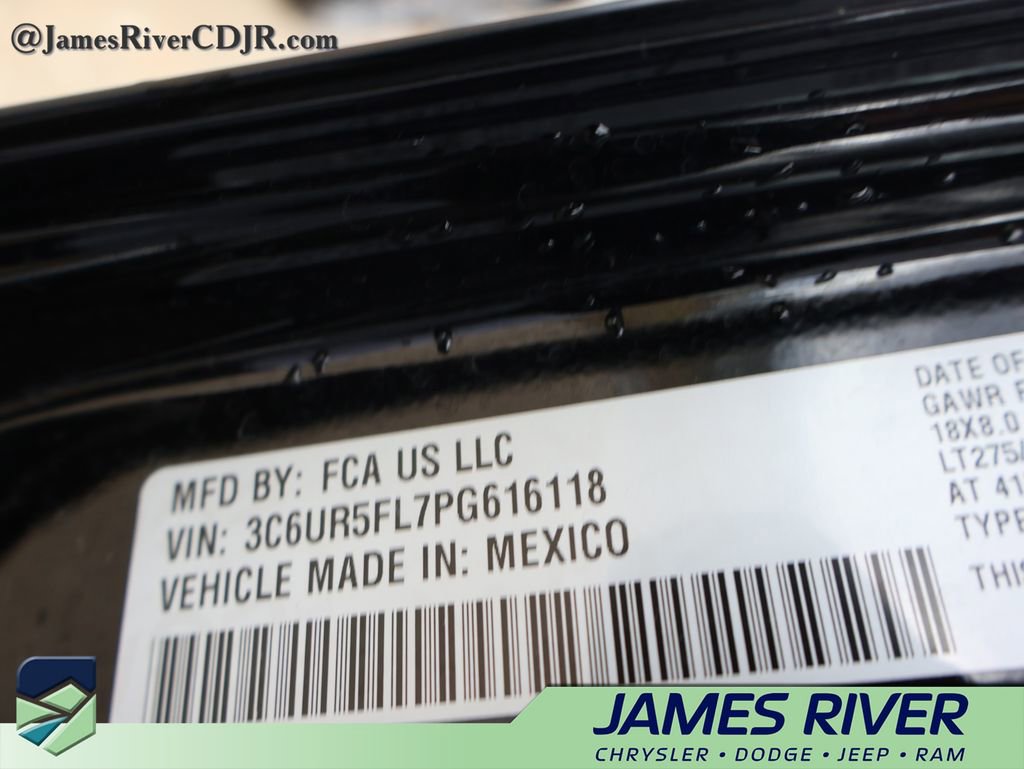 @JamesRiverCDJR.com
MFD BY: FCA US LLC
VIN: 3C6UR5FL7PG616118
VEHICLE MADE IN: MEXICO
DATE OF
GAWR
18X8.0
LT275/
AT 41
TYPE
JAMES RIVER
CHRYSLER • DODGE • JEEP • RAM